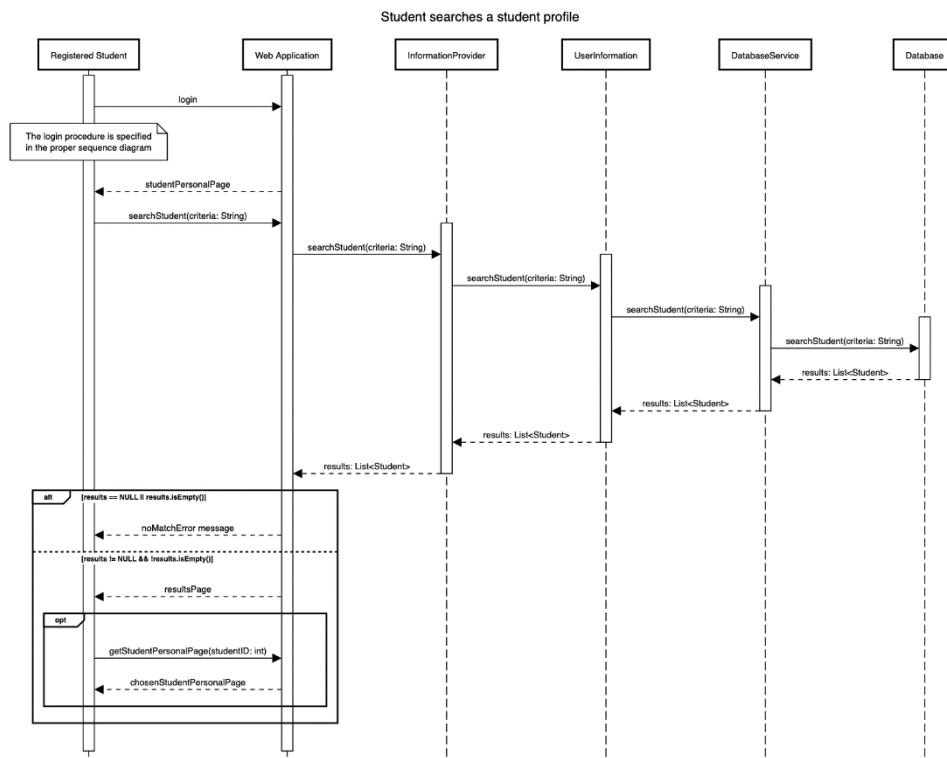 Student searches a student profile
Registered Student
Web Application
InformationProvider
UserInformation
DatabaseService
Database
login
The login procedure is specified
in the proper sequence diagram
studentPersonalPage
searchStudent(criteria: String)
searchStudent(criteria: String)
searchStudent(criteria: String)
searchStudent(criteria: String)
searchStudent(criteria: String)
results: List<Student>
results: List<Student>
results: List<Student>
results: List<Student>
alt
[results == NULL || results.isEmpty()]
noMatchError message
[results != NULL && !results.isEmpty()]
resultsPage
opt
getStudentPersonalPage(studentID: int)
chosenStudentPersonalPage